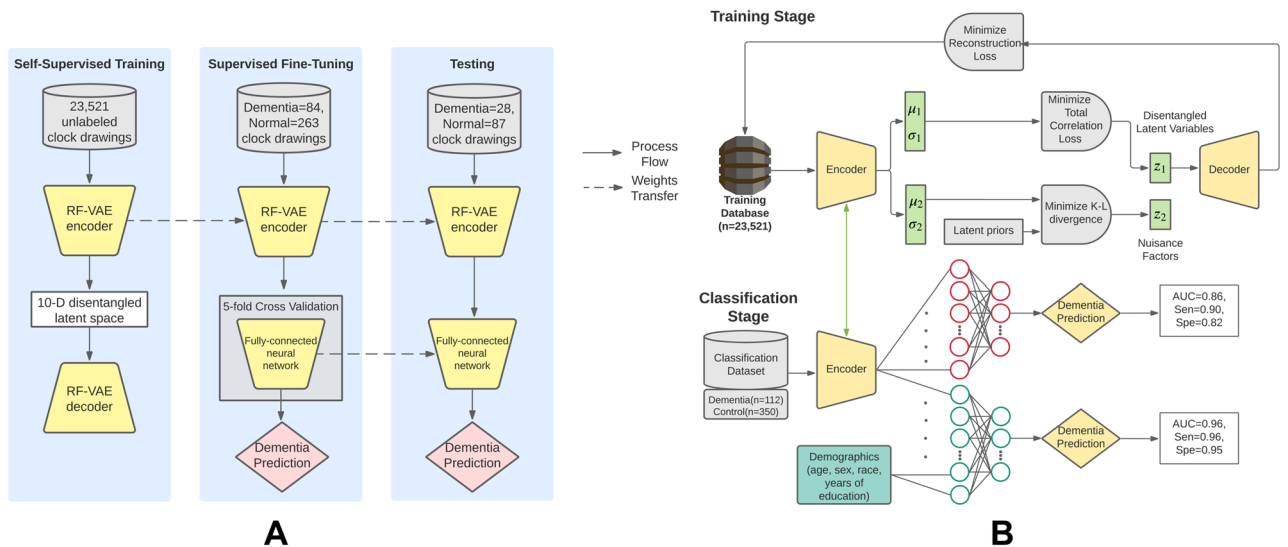 Self-Supervised Training
23,521
unlabeled
clock drawings
RF-VAE
encoder
10-D disentangled
latent space
RF-VAE
decoder
Supervised Fine-Tuning
Dementia=84,
Normal=263
clock drawings
RF-VAE
encoder
5-fold Cross Validation
Fully-connected
neural
network
Dementia
Prediction
Testing
Dementia=28,
Normal=87
clock drawings
RF-VAE
encoder
Fully-connected
neural
network
Dementia
Prediction
Process
Flow
Weights
Transfer
A
Training Stage
Minimize
Reconstruction
Loss
Training
Database
(n=23,521)
Encoder
μ1
σ1
μ2
σ2
Minimize
Total
Correlation
Loss
Latent priors
Minimize K-L
divergence
Disentangled
Latent Variables
z1
z2
Nuisance
Factors
Decoder
Classification
Stage
Classification
Dataset
Dementia(n=112)
Control(n=350)
Encoder
Demographics
(age, sex, race,
years of
education)
Dementia
Prediction
AUC=0.86,
Sen=0.90,
Spe=0.82
Dementia
Prediction
AUC=0.96,
Sen=0.96,
Spe=0.95
B